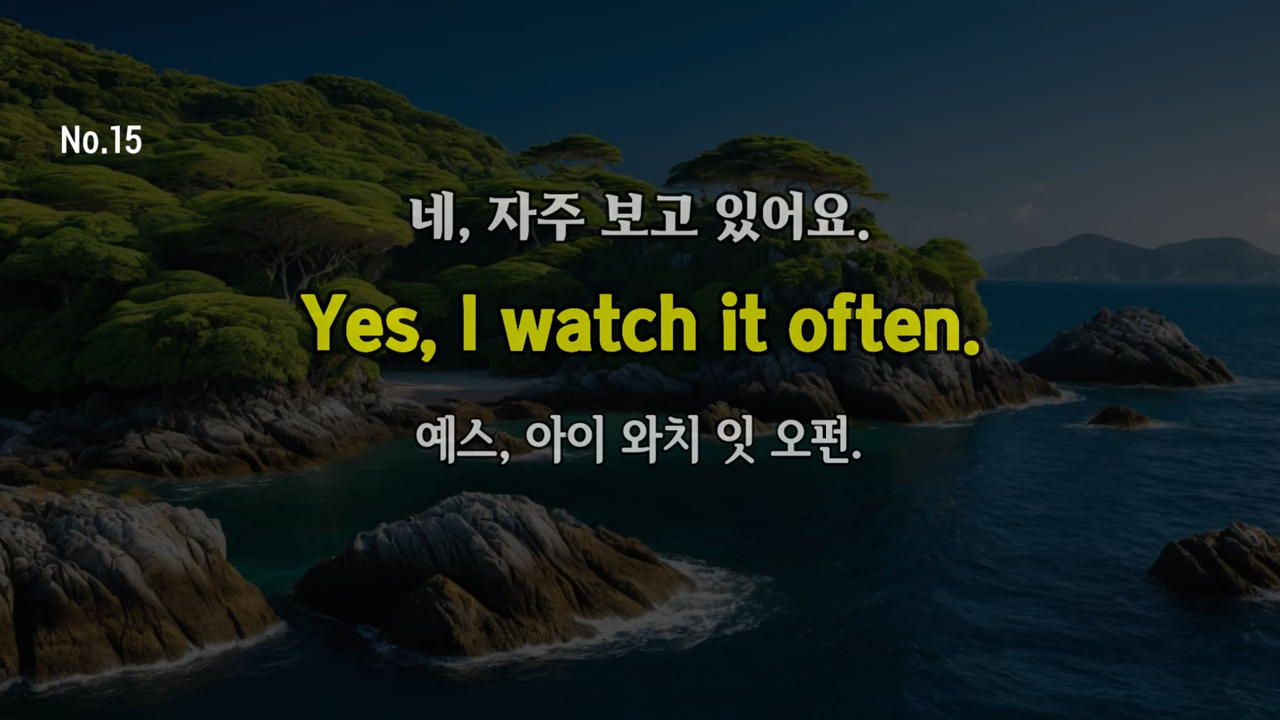 No.15
네, 자주 보고 있어요.
Yes, I watch it often.
예스, 아이 와치 잇 오펀.